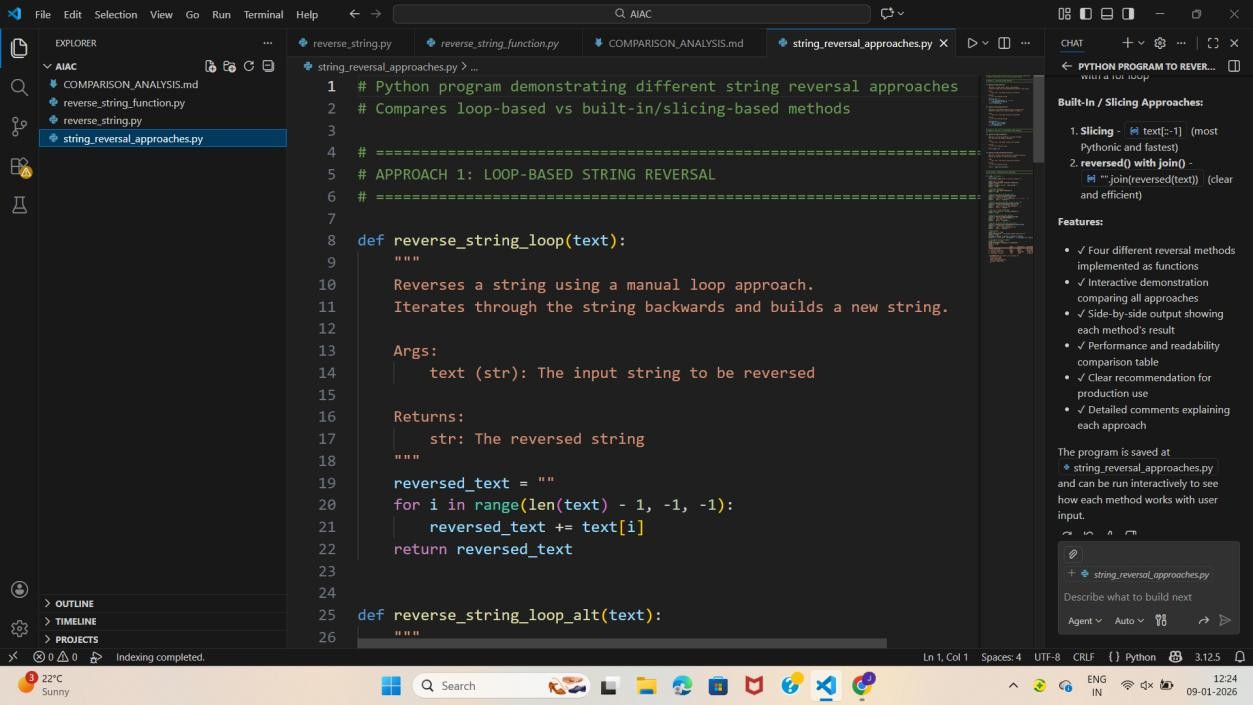 File Edit Selection View Go Run Terminal Help
AIAC
EXPLORER
AIAC
COMPARISON_ANALYSIS.md
reverse_string_function.py
reverse_string.py
string_reversal_approaches.py
OUTLINE
TIMELINE
PROJECTS
reverse_string.py reverse_string_function.py COMPARISON_ANALYSIS.md string_reversal_approaches.py
string_reversal_approaches.py > ...
1 # Python program demonstrating different string reversal approaches
2 # Compares loop-based vs built-in/slicing-based methods
3
4 # ======================================================================
5 # APPROACH 1: LOOP-BASED STRING REVERSAL
6 # ======================================================================
7
8 def reverse_string_loop(text):
9 """
10 Reverses a string using a manual loop approach.
11 Iterates through the string backwards and builds a new string.
12
13 Args:
14 text (str): The input string to be reversed
15
16 Returns:
17 str: The reversed string
18 """
19 reversed_text = ""
20 for i in range(len(text) - 1, -1, -1):
21 reversed_text += text[i]
22 return reversed_text
23
24
25 def reverse_string_loop_alt(text):
26 """
CHAT
PYTHON PROGRAM TO REVER...
with a for loop
Built-In / Slicing Approaches:
1. Slicing - text[::-1] (most
Pythonic and fastest)
2. reversed() with join() -
"".join(reversed(text)) (clear
and efficient)
Features:
• ✓ Four different reversal methods
implemented as functions
• ✓ Interactive demonstration
comparing all approaches
• ✓ Side-by-side output showing
each method's result
• ✓ Performance and readability
comparison table
• ✓ Clear recommendation for
production use
• ✓ Detailed comments explaining
each approach
The program is saved at
string_reversal_approaches.py
and can be run interactively to see
how each method works with user
input.
string_reversal_approaches.py
Describe what to build next
Agent Auto
0 0 Indexing completed.
Ln 1, Col 1 Spaces: 4 UTF-8 CRLF {} Python 3.12.5
3
22°C
Sunny
Search
ENG
IN
12:24
09-01-2026